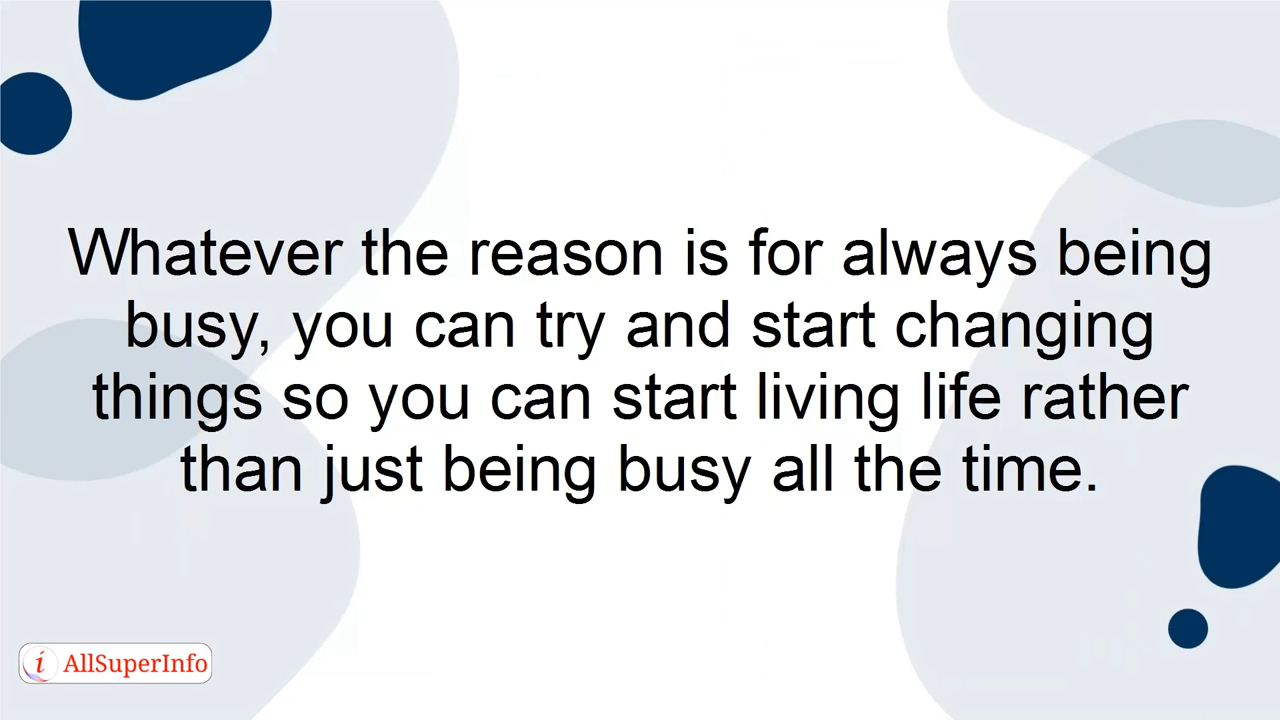 Whatever the reason is for always being
busy, you can try and start changing
things so you can start living life rather
than just being busy all the time.
i AllSuperInfo